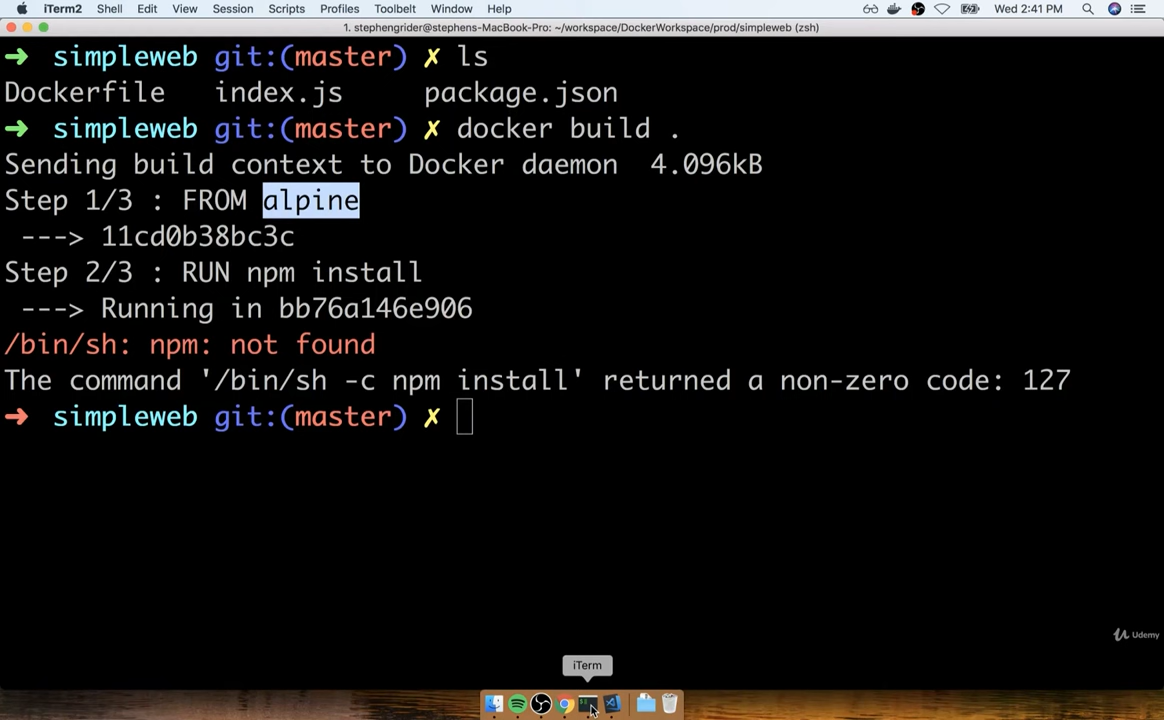 iTerm2 Shell Edit View Session Scripts Profiles Toolbelt Window Help Wed 2:41 PM
1. stephengrider@stephens-MacBook-Pro: ~/workspace/DockerWorkspace/prod/simpleweb (zsh)
➜ simpleweb git:(master) ✗ ls
Dockerfile index.js package.json
➜ simpleweb git:(master) ✗ docker build .
Sending build context to Docker daemon 4.096kB
Step 1/3 : FROM alpine
---> 11cd0b38bc3c
Step 2/3 : RUN npm install
---> Running in bb76a146e906
/bin/sh: npm: not found
The command '/bin/sh -c npm install' returned a non-zero code: 127
➜ simpleweb git:(master) ✗
Udemy
iTerm